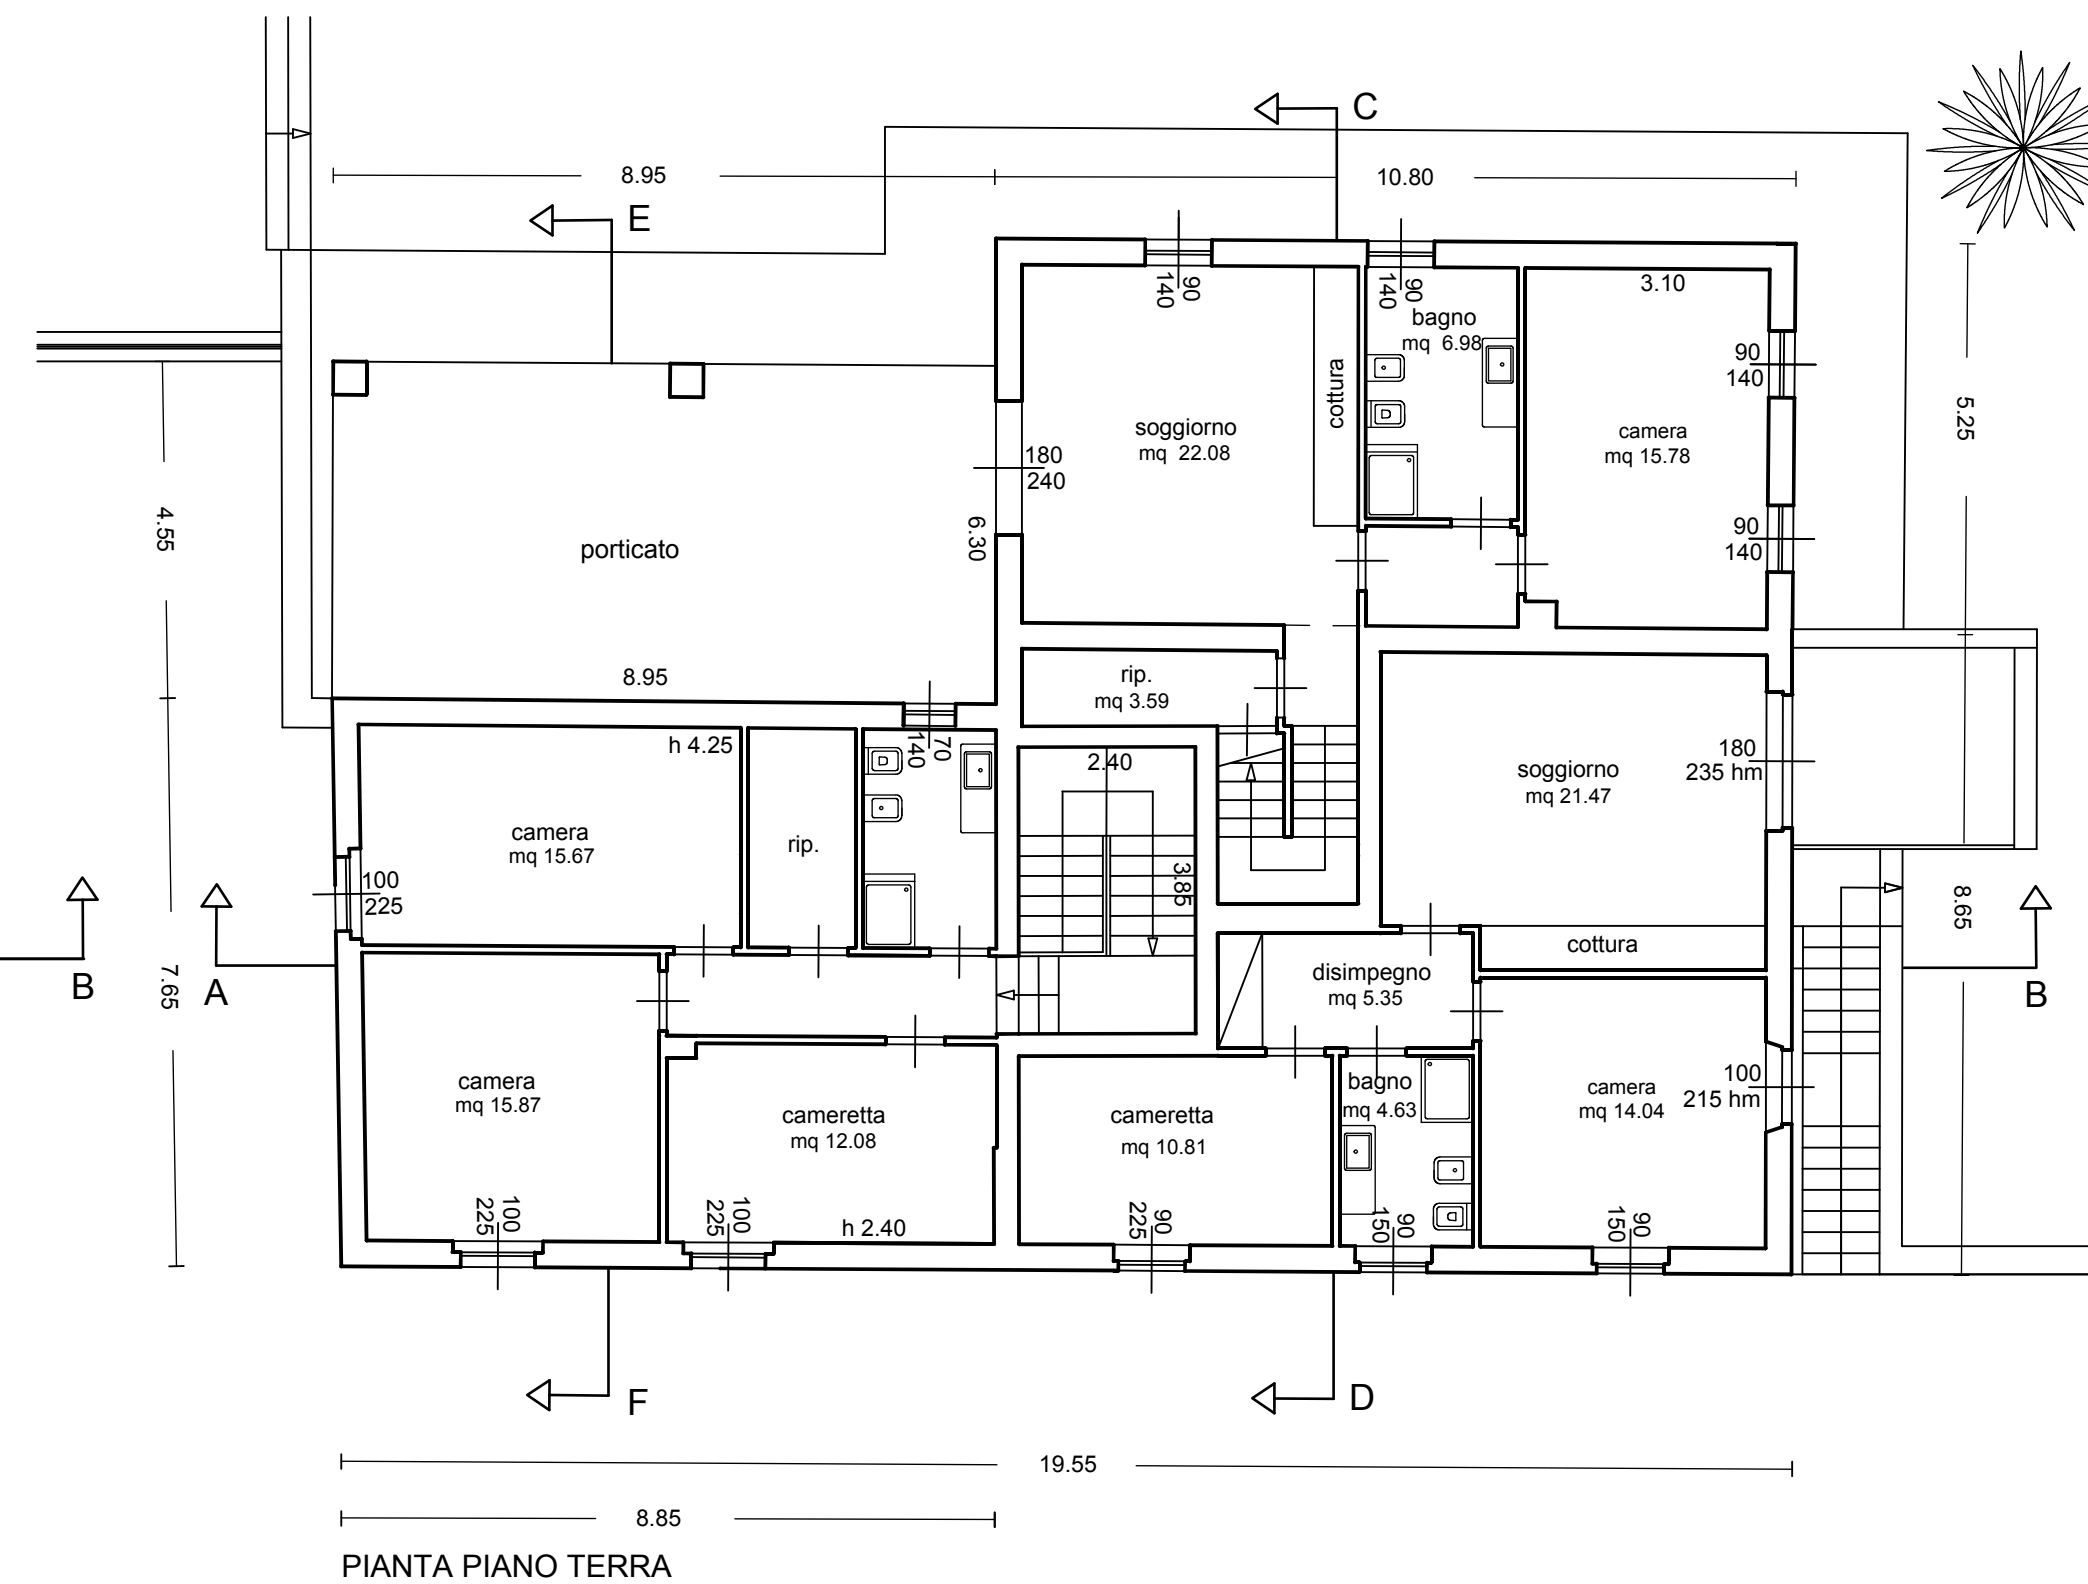 C
8.95
10.80
E
3.10
90
140
90
140
bagno
mq 6.98
90
140
cottura
soggiorno
mq 22.08
camera
mq 15.78
5.25
180
240
4.55
6.30
porticato
90
140
8.95
rip.
mq 3.59
h 4.25
70
140
2.40
180
235 hm
soggiorno
mq 21.47
camera
mq 15.67
rip.
3.85
100
225
8.65
cottura
disimpegno
mq 5.35
B
A
7.65
B
camera
mq 15.87
cameretta
mq 12.08
cameretta
mq 10.81
bagno
mq 4.63
camera
mq 14.04
100
215 hm
100
225
100
225
h 2.40
90
225
90
150
90
150
F
D
19.55
8.85
PIANTA PIANO TERRA